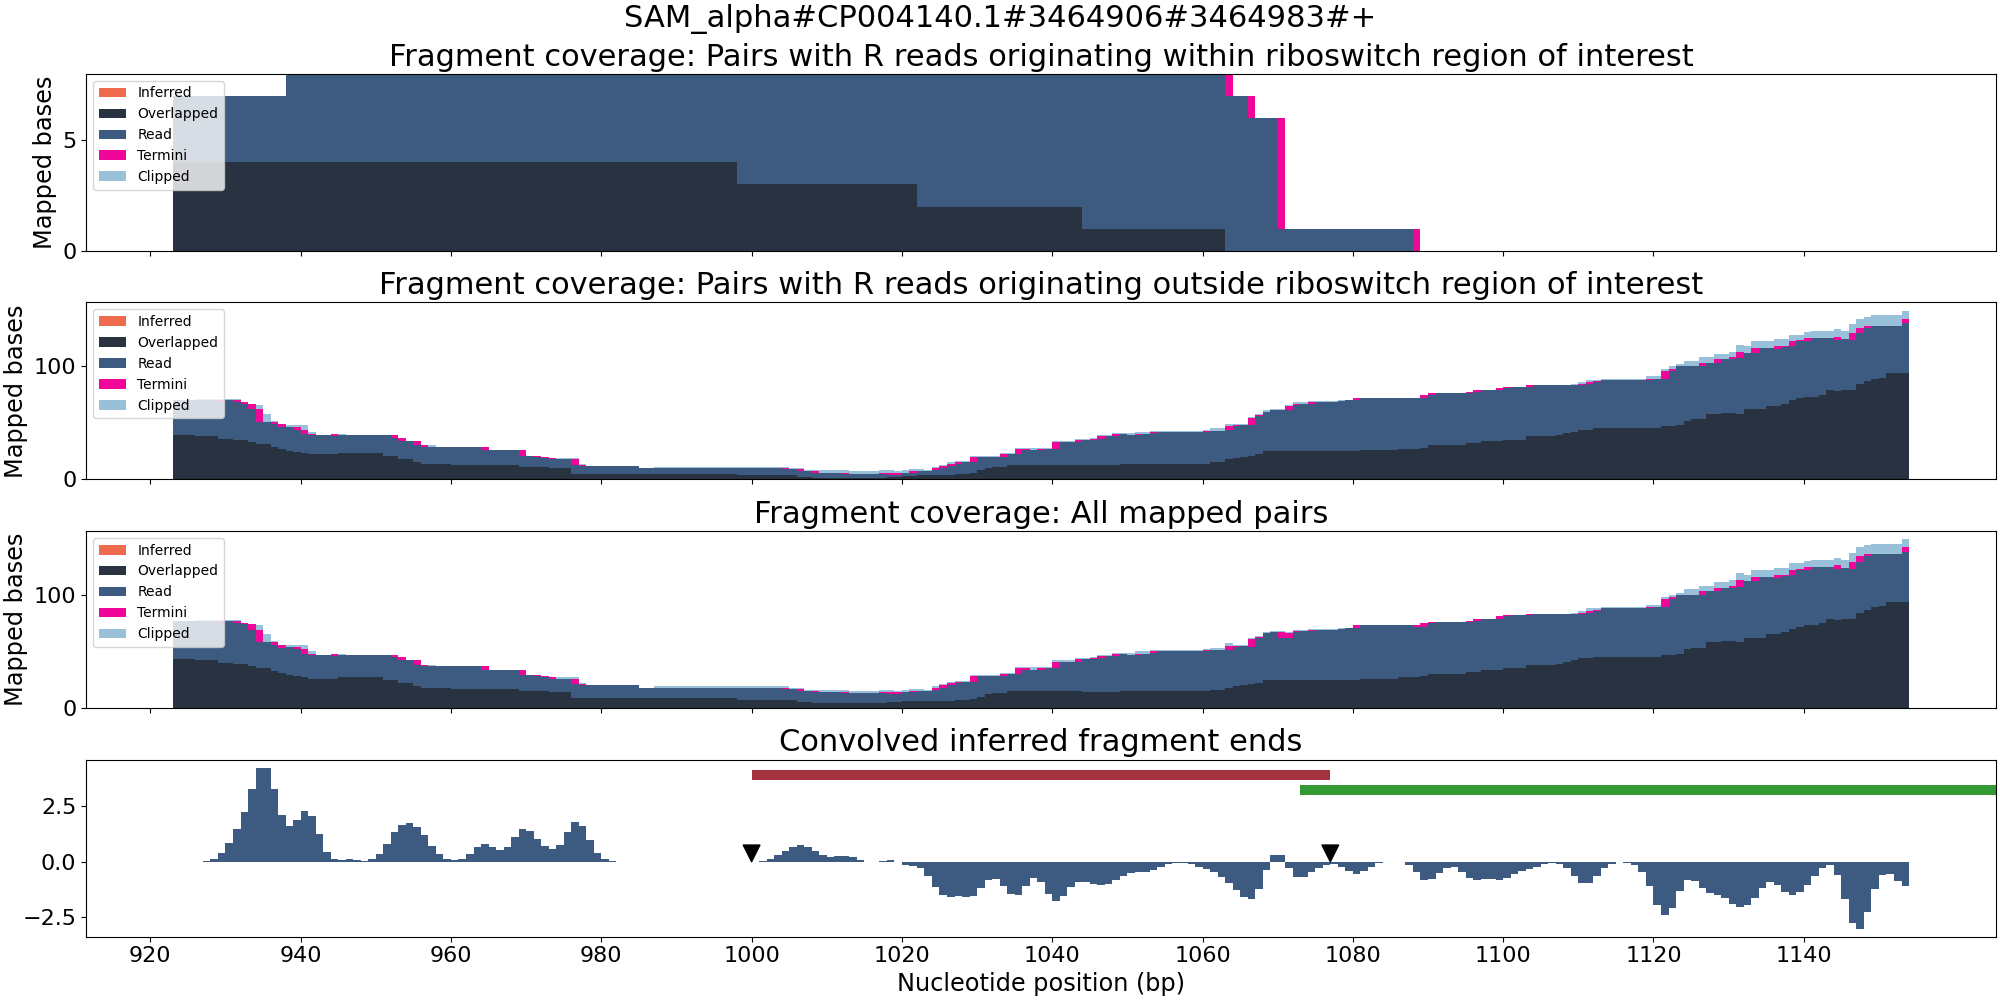 SAM_alpha#CP004140.1#3464906#3464983#+
Fragment coverage: Pairs with R reads originating within riboswitch region of interest
Mapped bases
5
0
Inferred
Overlapped
Read
Termini
Clipped
Fragment coverage: Pairs with R reads originating outside riboswitch region of interest
Mapped bases
100
0
Inferred
Overlapped
Read
Termini
Clipped
Fragment coverage: All mapped pairs
Mapped bases
100
0
Inferred
Overlapped
Read
Termini
Clipped
Convolved inferred fragment ends
2.5
0.0
−2.5
920 940 960 980 1000 1020 1040 1060 1080 1100 1120 1140
Nucleotide position (bp)